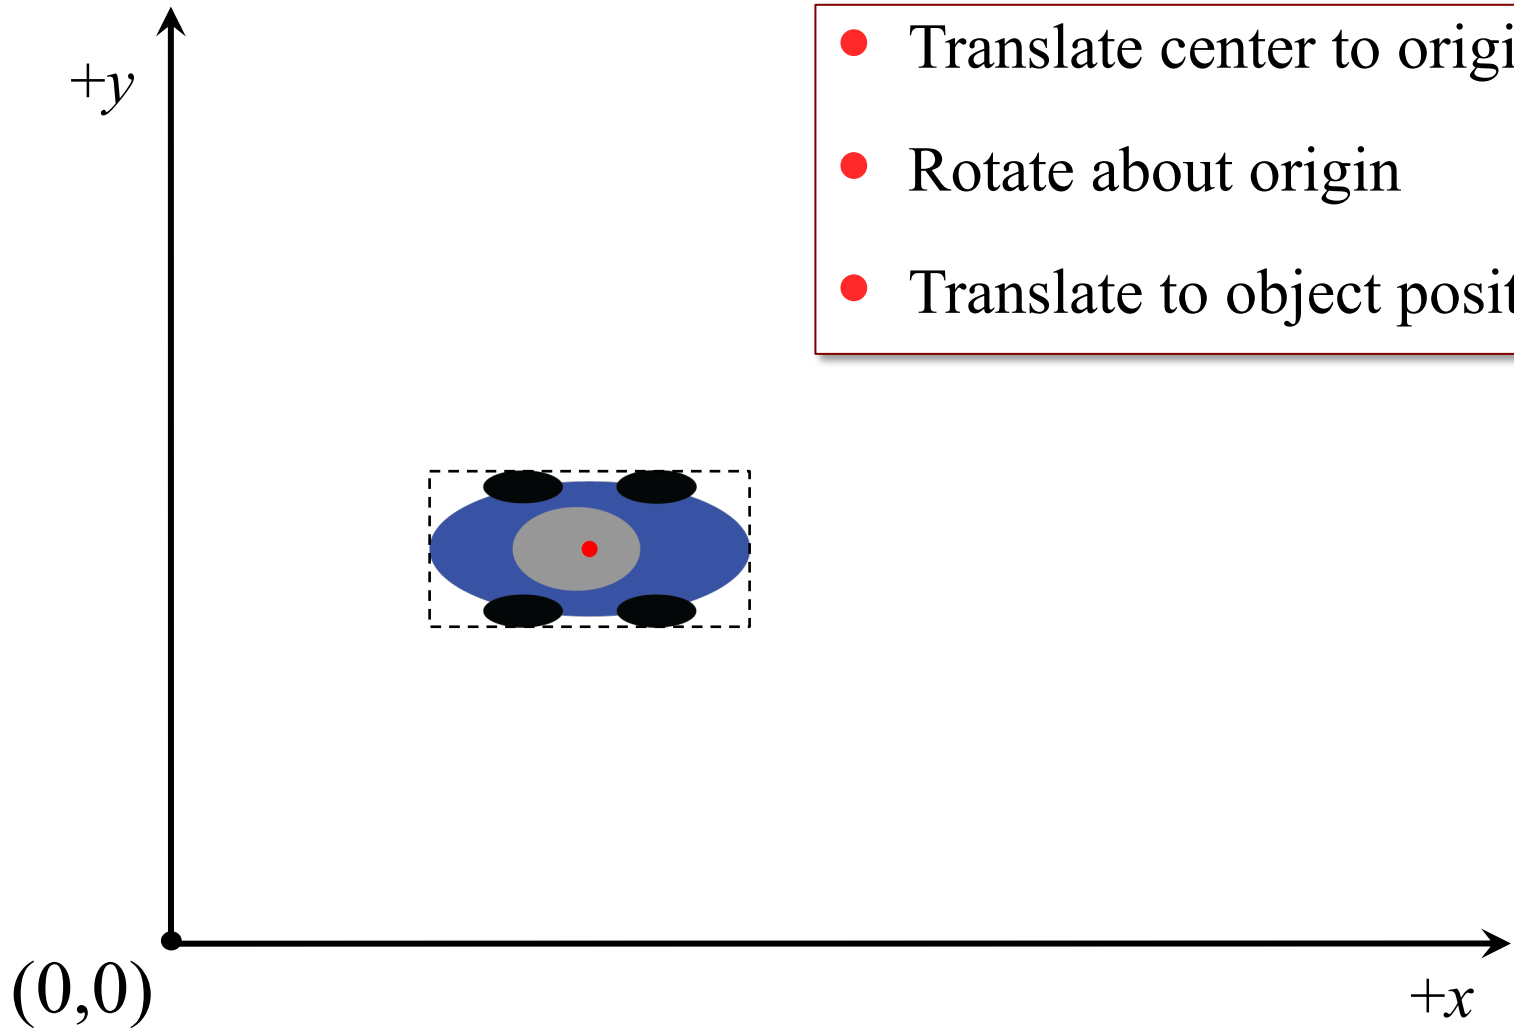 +y
Translate center to origi
Rotate about origin
Translate to object posit
(0,0)
+x